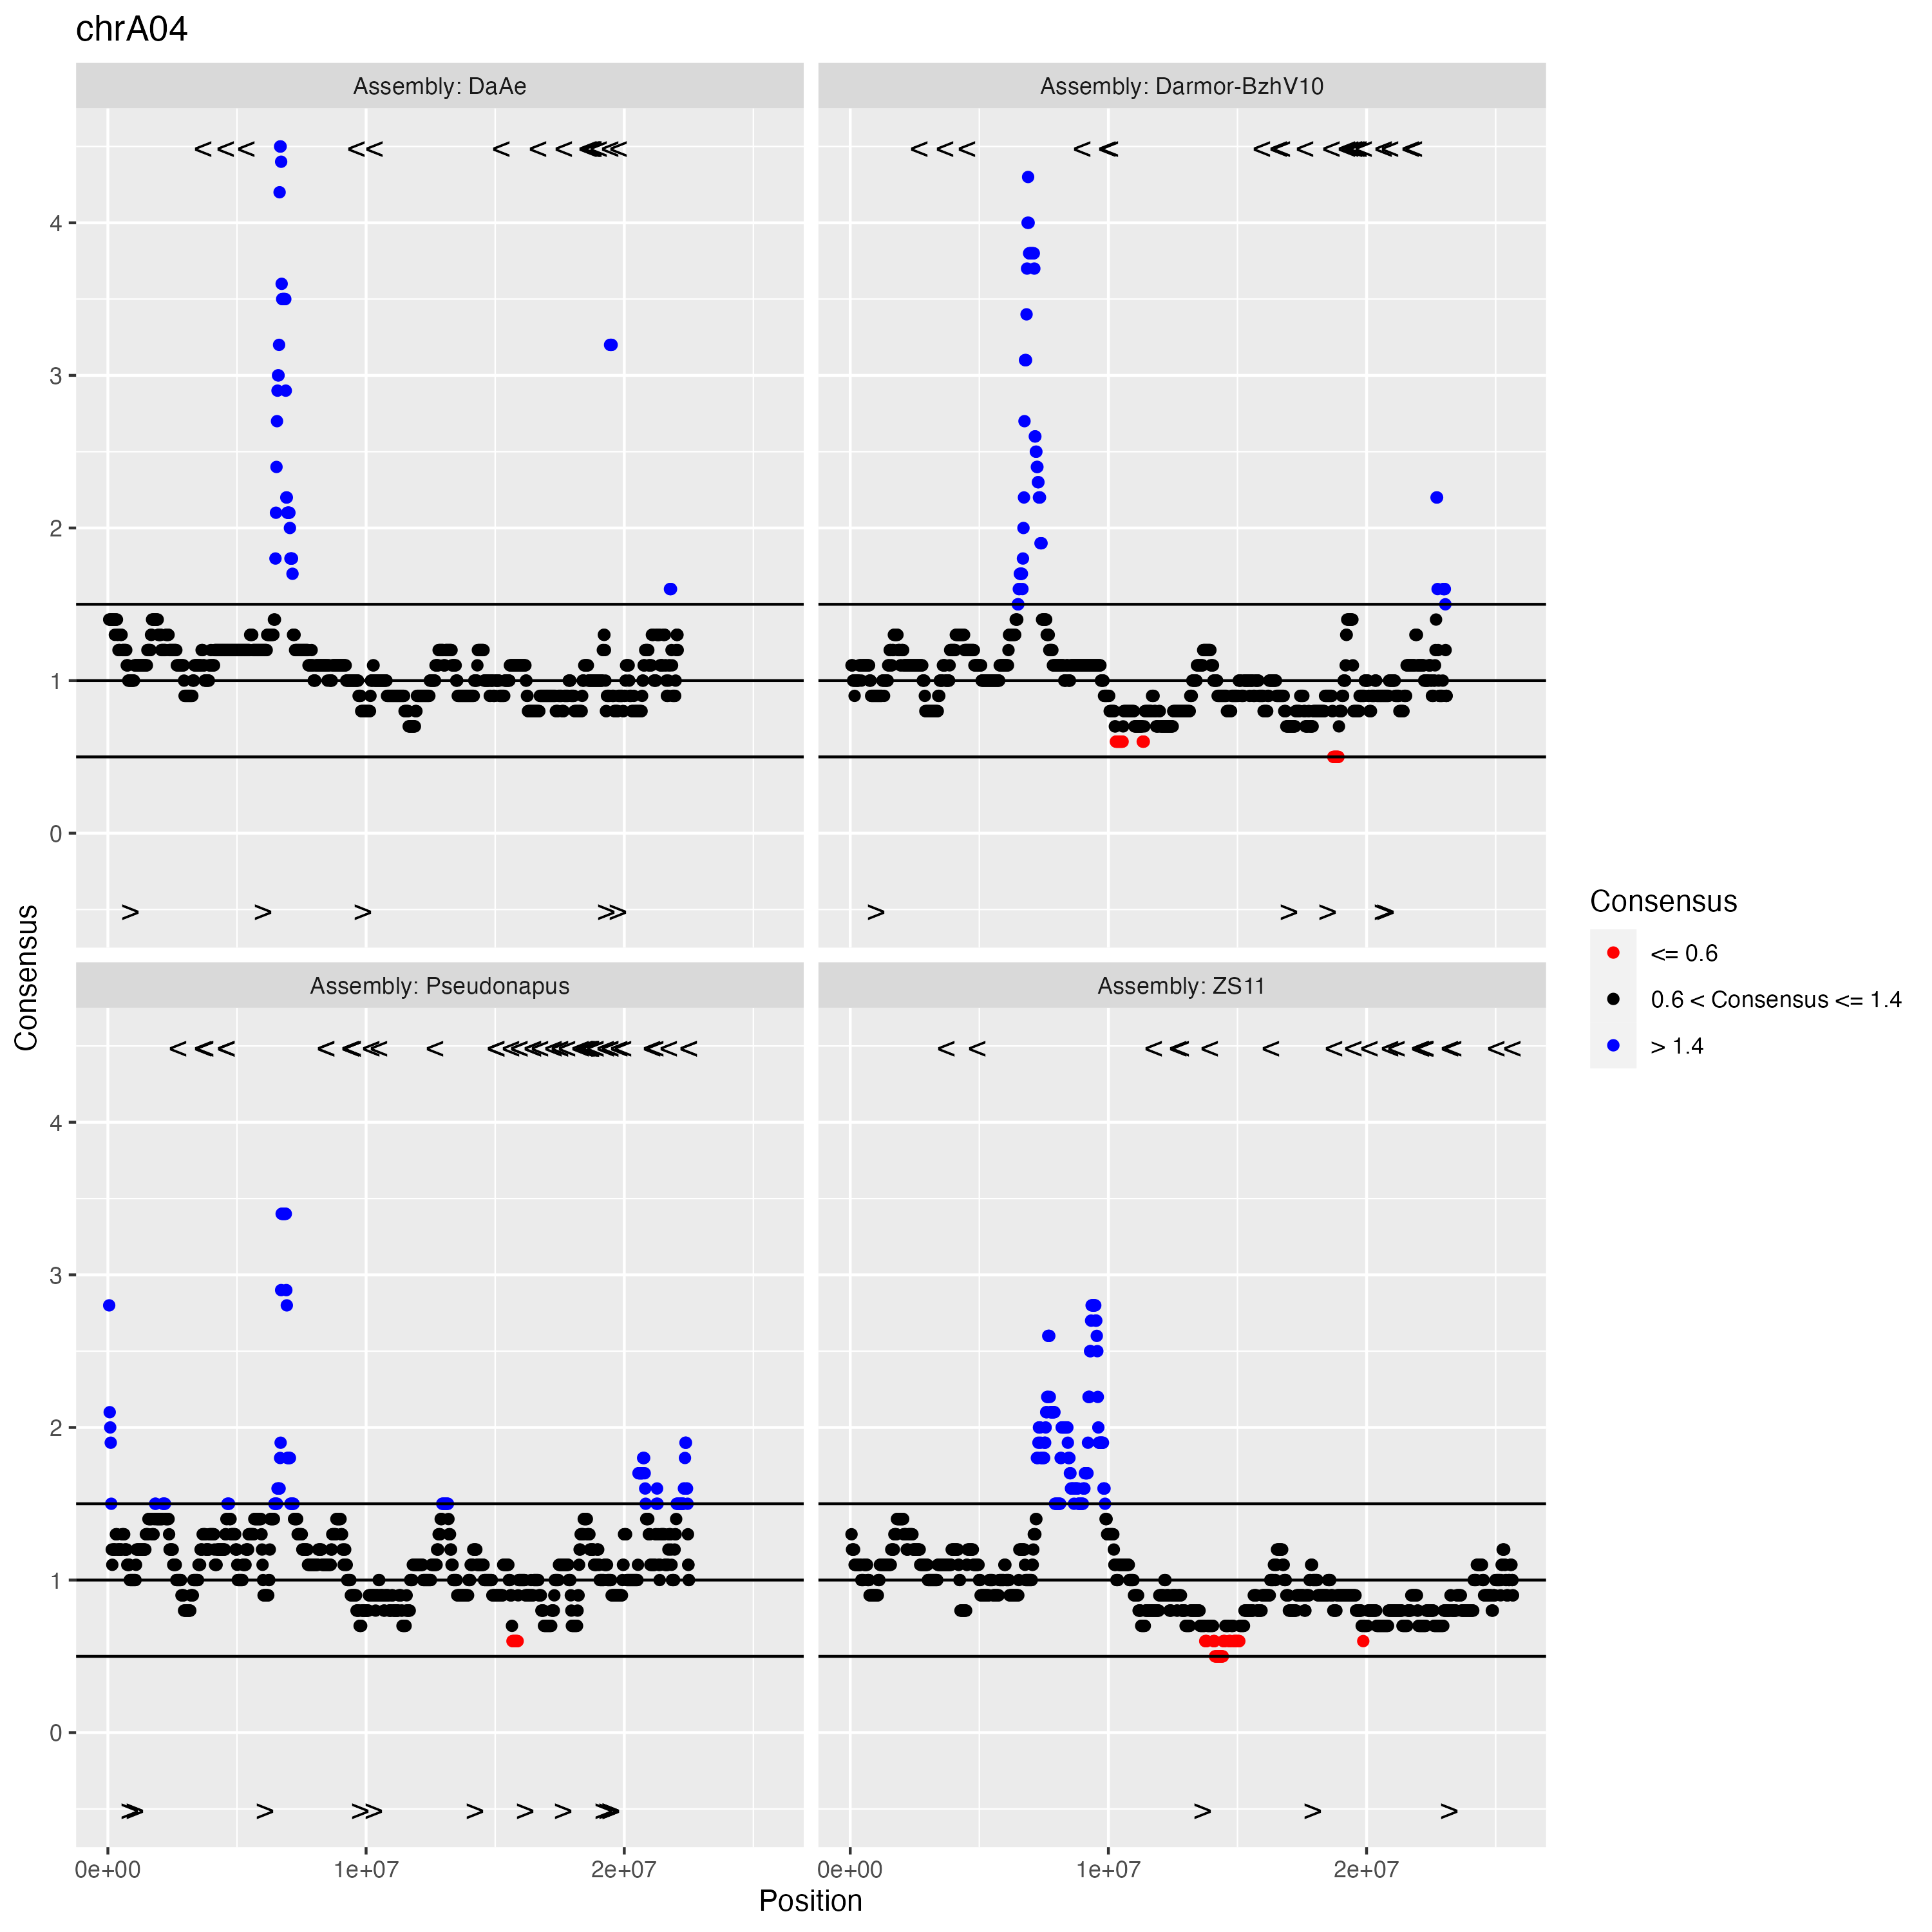 chrA04
Assembly: DaAe
Assembly: Darmor-BzhV10
4
3
2
1
0
Assembly: Pseudonapus
Assembly: ZS11
4
3
2
1
0
0e+00 1e+07 2e+07 0e+00 1e+07 2e+07
Position
Consensus
Consensus
<= 0.6
0.6 < Consensus <= 1.4
> 1.4